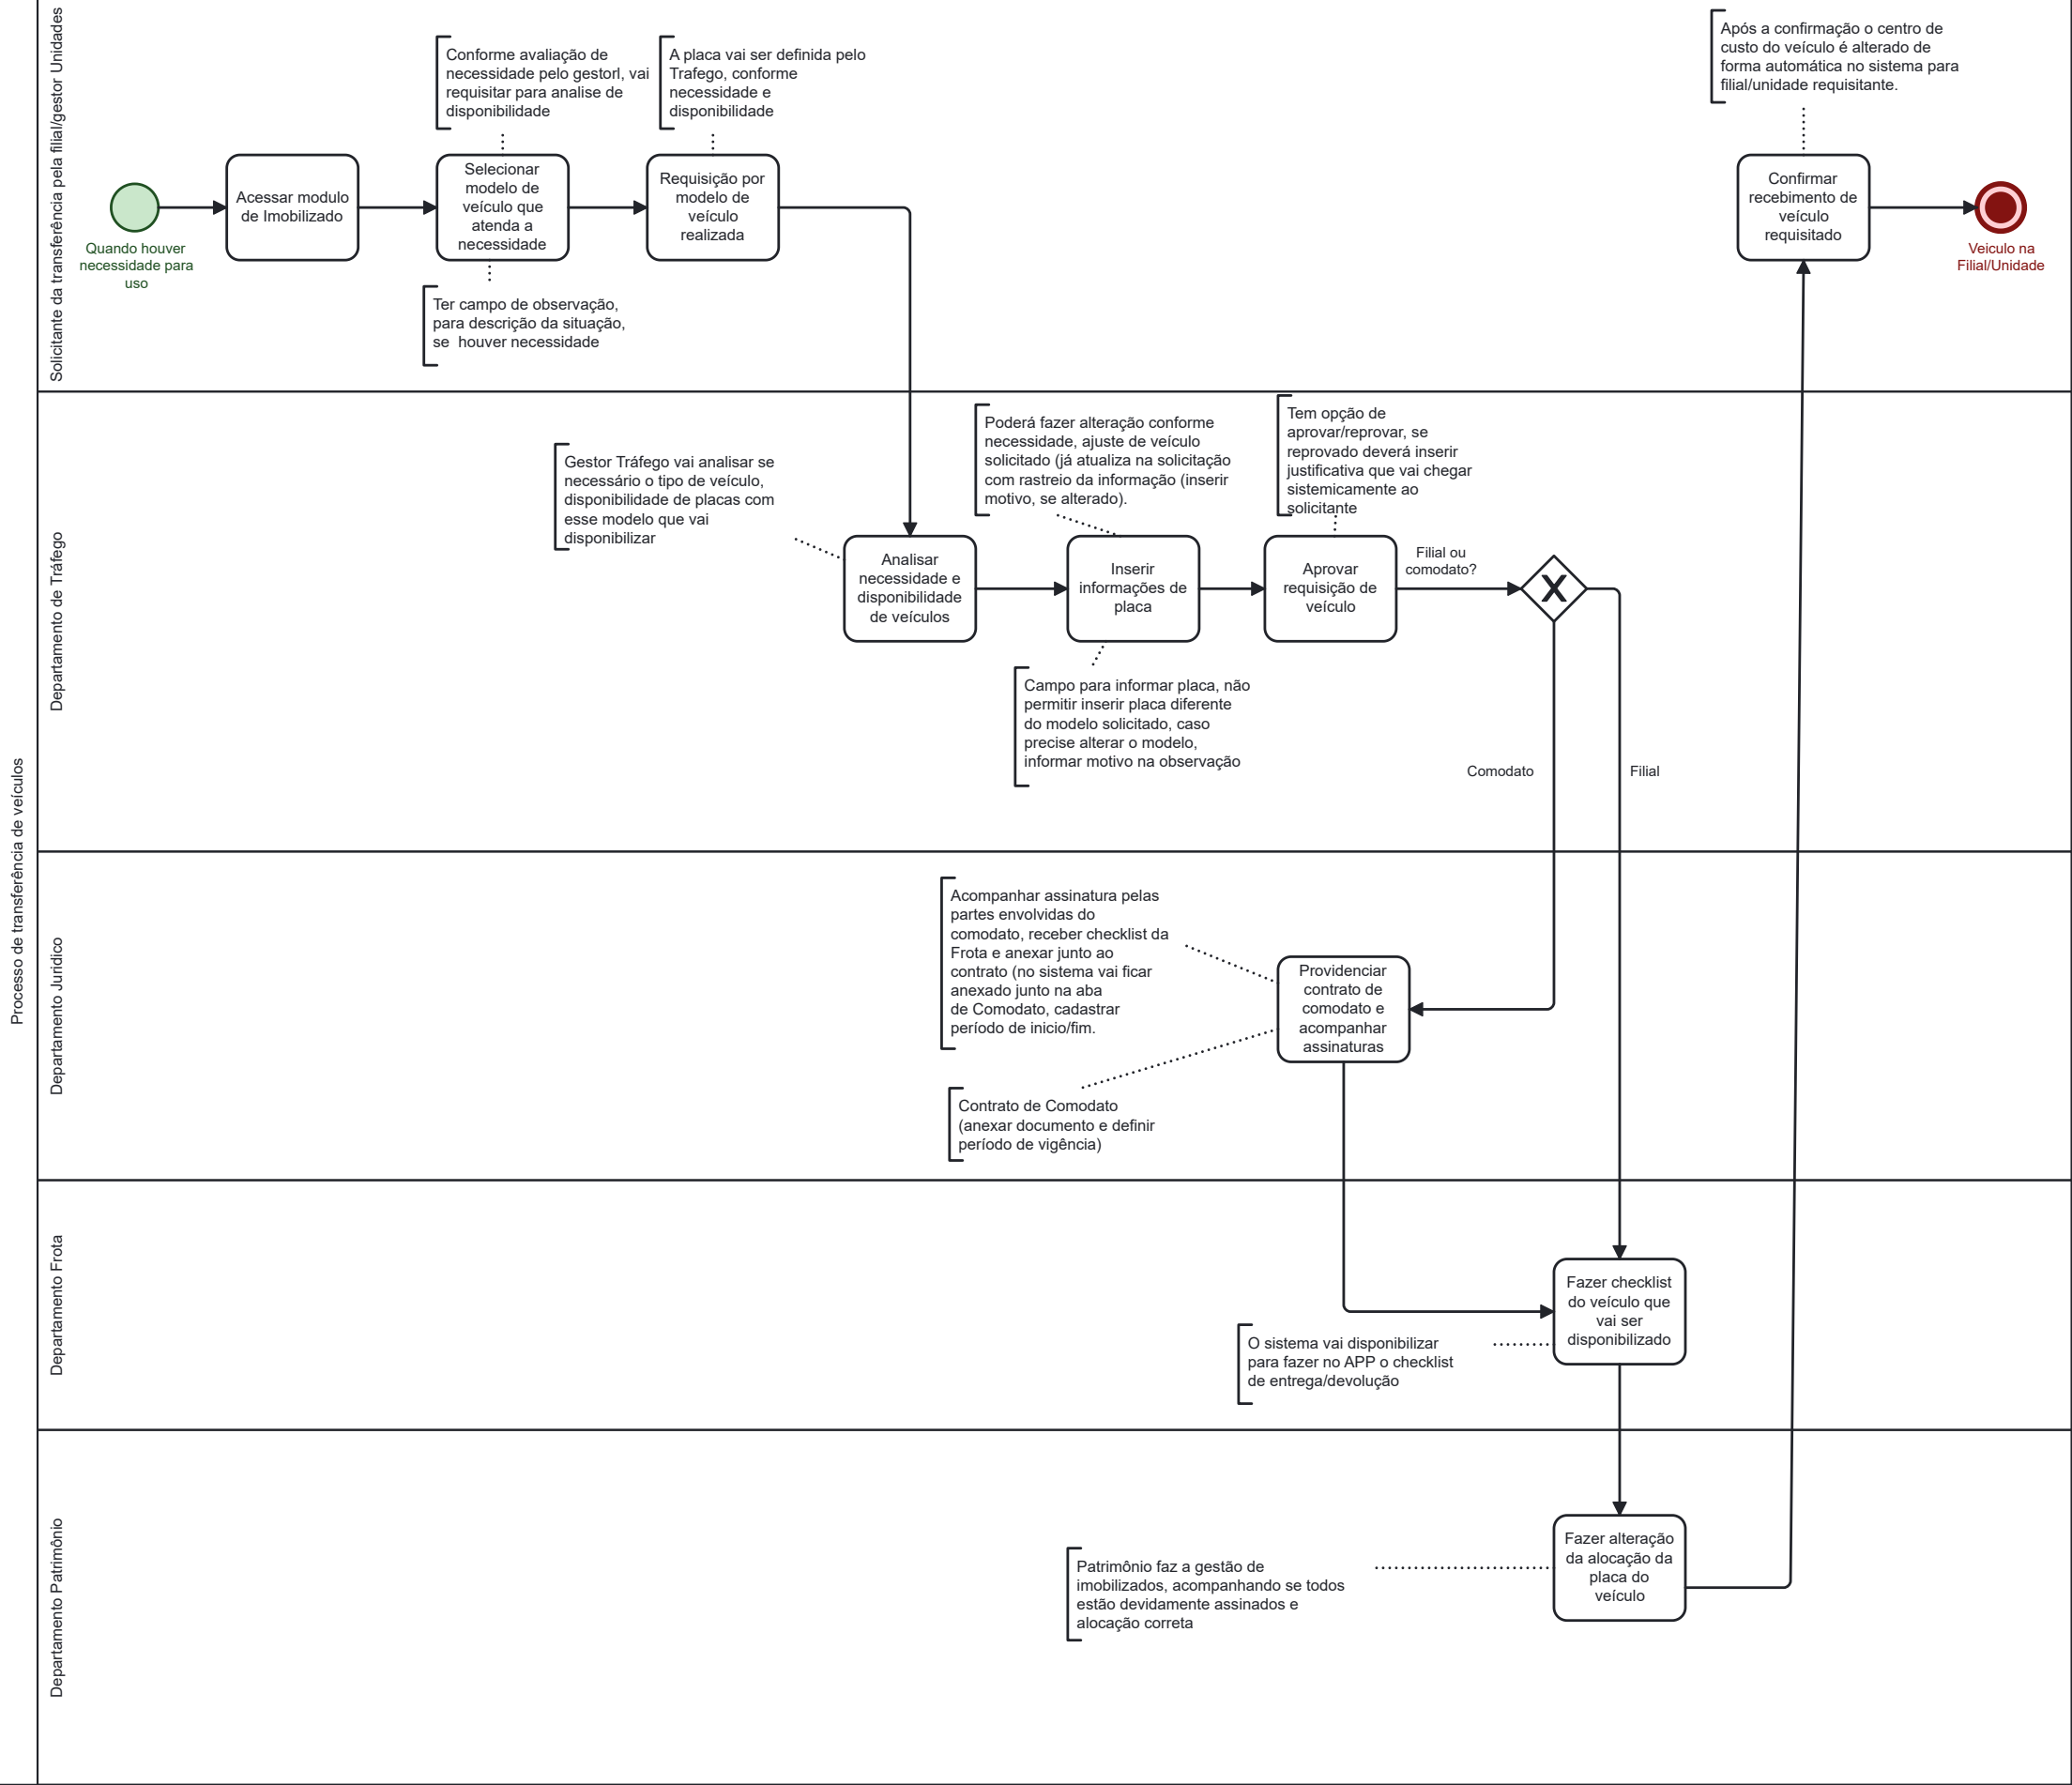 Processo de transferência de veículos
Solicitante da transferência pela filial/gestor Unidades
Quando houver
necessidade para
uso
Acessar modulo
de Imobilizado
Conforme avaliação de
necessidade pelo gestorl, vai
requisitar para analise de
disponibilidade
Selecionar
modelo de
veículo que
atenda a
necessidade
Ter campo de observação,
para descrição da situação,
se  houver necessidade
A placa vai ser definida pelo
Trafego, conforme
necessidade e
disponibilidade
Requisição por
modelo de
veículo
realizada
Após a confirmação o centro de
custo do veículo é alterado de
forma automática no sistema para
filial/unidade requisitante.
Confirmar
recebimento de
veículo
requisitado
Veiculo na
Filial/Unidade
Departamento de Tráfego
Gestor Tráfego vai analisar se
necessário o tipo de veículo,
disponibilidade de placas com
esse modelo que vai
disponibilizar
Analisar
necessidade e
disponibilidade
de veículos
Poderá fazer alteração conforme
necessidade, ajuste de veículo
solicitado (já atualiza na solicitação
com rastreio da informação (inserir
motivo, se alterado).
Inserir
informações de
placa
Campo para informar placa, não
permitir inserir placa diferente
do modelo solicitado, caso
precise alterar o modelo,
informar motivo na observação
Tem opção de
aprovar/reprovar, se
reprovado deverá inserir
justificativa que vai chegar
sistemicamente ao
solicitante
Aprovar
requisição de
veículo
Filial ou
comodato?
Comodato
Filial
Departamento Juridico
Acompanhar assinatura pelas
partes envolvidas do
comodato, receber checklist da
Frota e anexar junto ao
contrato (no sistema vai ficar
anexado junto na aba
de Comodato, cadastrar
período de inicio/fim.
Providenciar
contrato de
comodato e
acompanhar
assinaturas
Contrato de Comodato
(anexar documento e definir
período de vigência)
Departamento Frota
Fazer checklist
do veículo que
vai ser
disponibilizado
O sistema vai disponibilizar
para fazer no APP o checklist
de entrega/devolução
Departamento Patrimônio
Fazer alteração
da alocação da
placa do
veículo
Patrimônio faz a gestão de
imobilizados, acompanhando se todos
estão devidamente assinados e
alocação correta